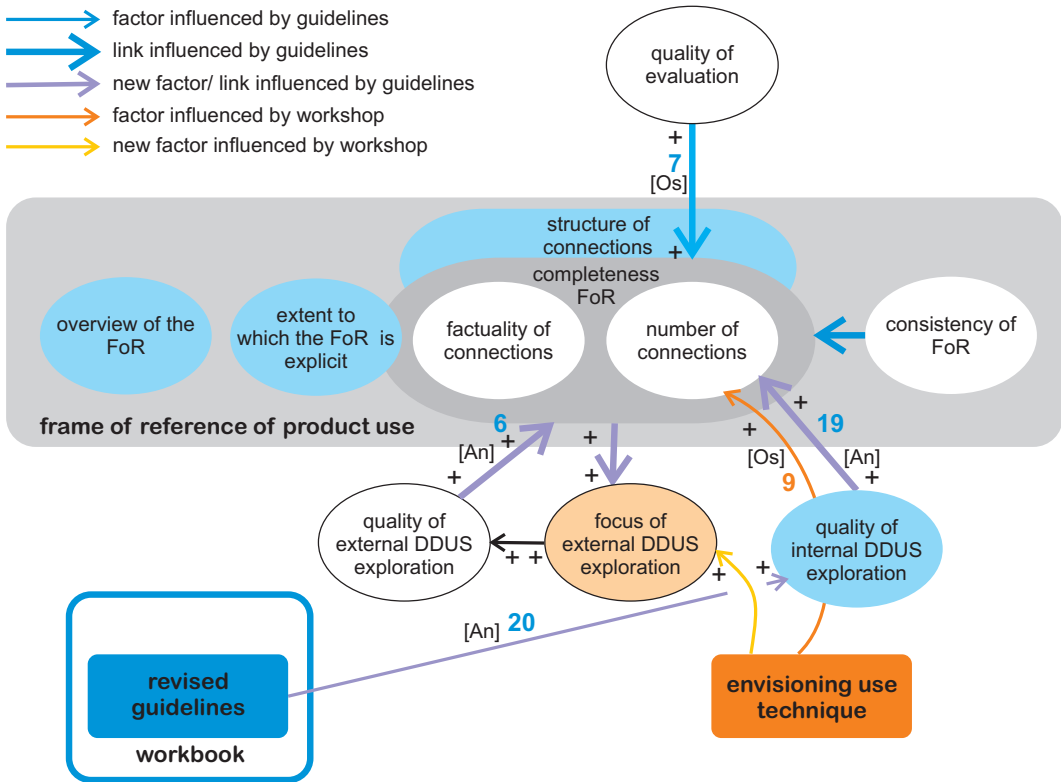 factor influenced by guidelines
link influenced by guidelines
new factor/ link influenced by guidelines
factor influenced by workshop
new factor influenced by workshop
quality of
evaluation
+
7
[Os]
+
structure of
connections
completeness
FoR
overview of the
FoR
extent to
which the FoR is
explicit
factuality of
connections
number of
connections
consistency of
FoR
frame of reference of product use
6
[An]
+
+
+
+
+
[Os]
9
+
19
[An]
+
quality of
external DDUS
exploration
+ +
focus of
external DDUS
exploration
+
+
quality of
internal DDUS
exploration
[An] 20
revised
guidelines
workbook
envisioning use
technique